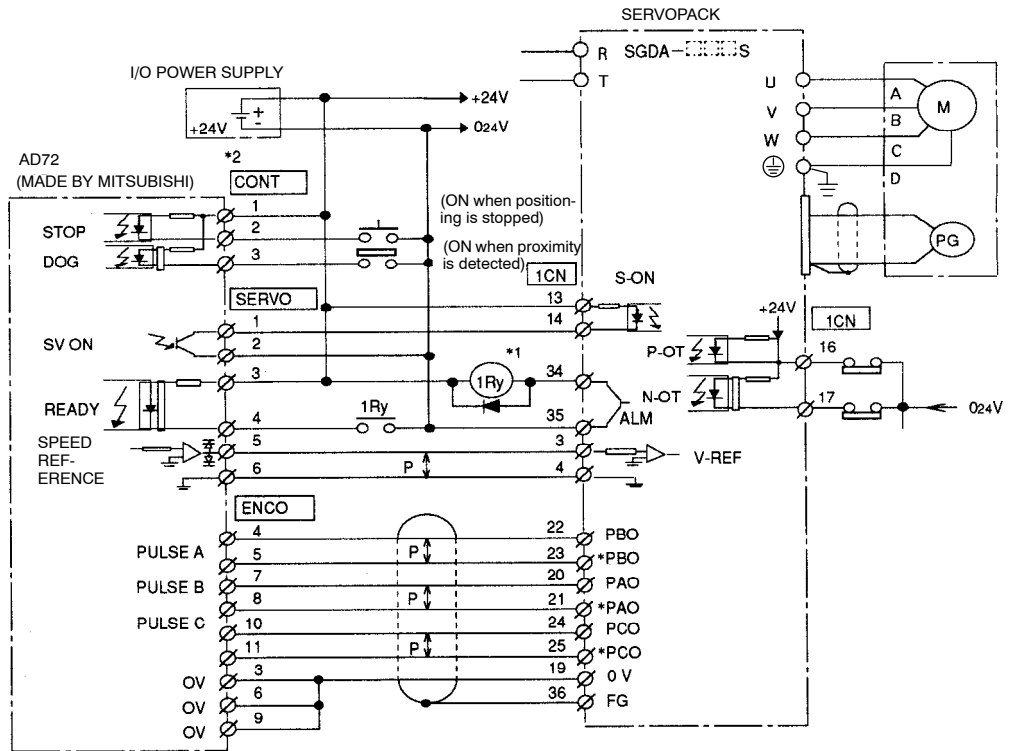 SERVOPACK
R SGDA- S
T
I/O POWER SUPPLY
+
-
+24V
+24V
024V
U
V
W
A
B
C
D
M
PG
AD72
(MADE BY MITSUBISHI)
*2
CONT
1
2
3
STOP
DOG
(ON when position-
ing is stopped)
(ON when proximity
is detected)
1CN
S-ON
13
14
SERVO
1
2
SV ON
+24V
1CN
P-OT
16
N-OT
17
024V
*1
1Ry
3
34
READY
1Ry
4
35
ALM
SPEED
REF-
ERENCE
5
P
3
6
4
V-REF
ENCO
4
22 PBO
PULSE A
P
5
23 *PBO
7
20 PAO
PULSE B
P
8
21 *PAO
PULSE C
10
24 PCO
P
11
25 *PCO
0V
3
19 0 V
0V
6
36 FG
0V
9